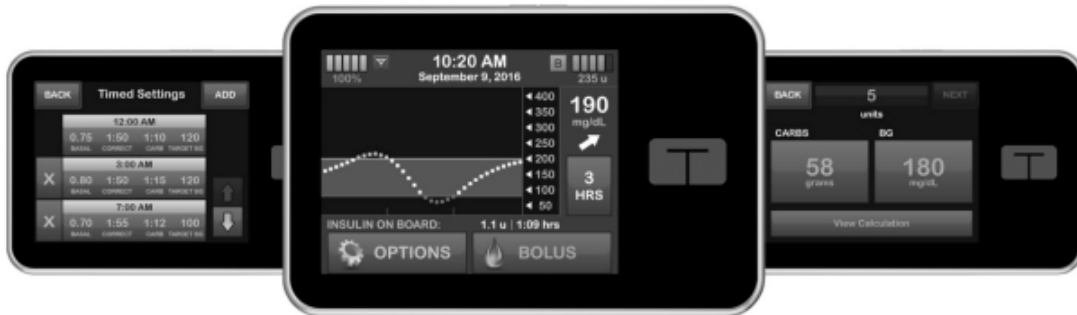 BACK Timed Settings ADD
12:00 AM
0.75 1:50 1:10 120
BASAL CORRECT CARB TARGET BG
X 3:00 AM
0.80 1:50 1:15 120
BASAL CORRECT CARB TARGET BG
X 7:00 AM
0.70 1:55 1:12 100
BASAL CORRECT CARB TARGET BG
100% 10:20 AM B 235 u
September 9, 2016
400
350
300
250
200
150
100
50
190
mg/dL
3
HRS
INSULIN ON BOARD: 1.1 u | 1:09 hrs
OPTIONS BOLUS
BACK 5 NEXT
units
CARBS BG
58 180
grams mg/dL
View Calculation